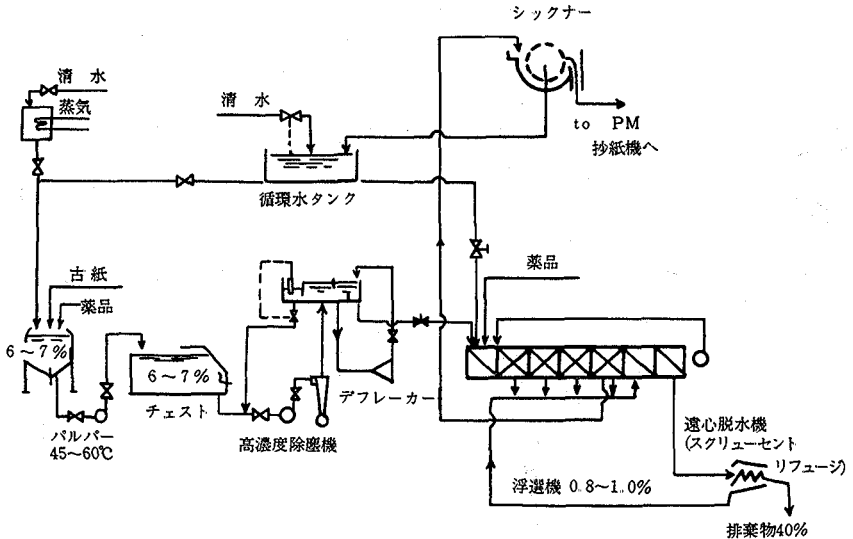 シックナー
清 水
蒸気
清 水
to PM
抄紙機へ
循環水タンク
古紙
薬品
薬品
6～7%
6～7%
デフレーカー
チェスト
パルパー
45～60℃
高濃度除塵機
遠心脱水機
(スクリューセント
リフュージ)
浮選機 0.8～1.0%
排棄物40%